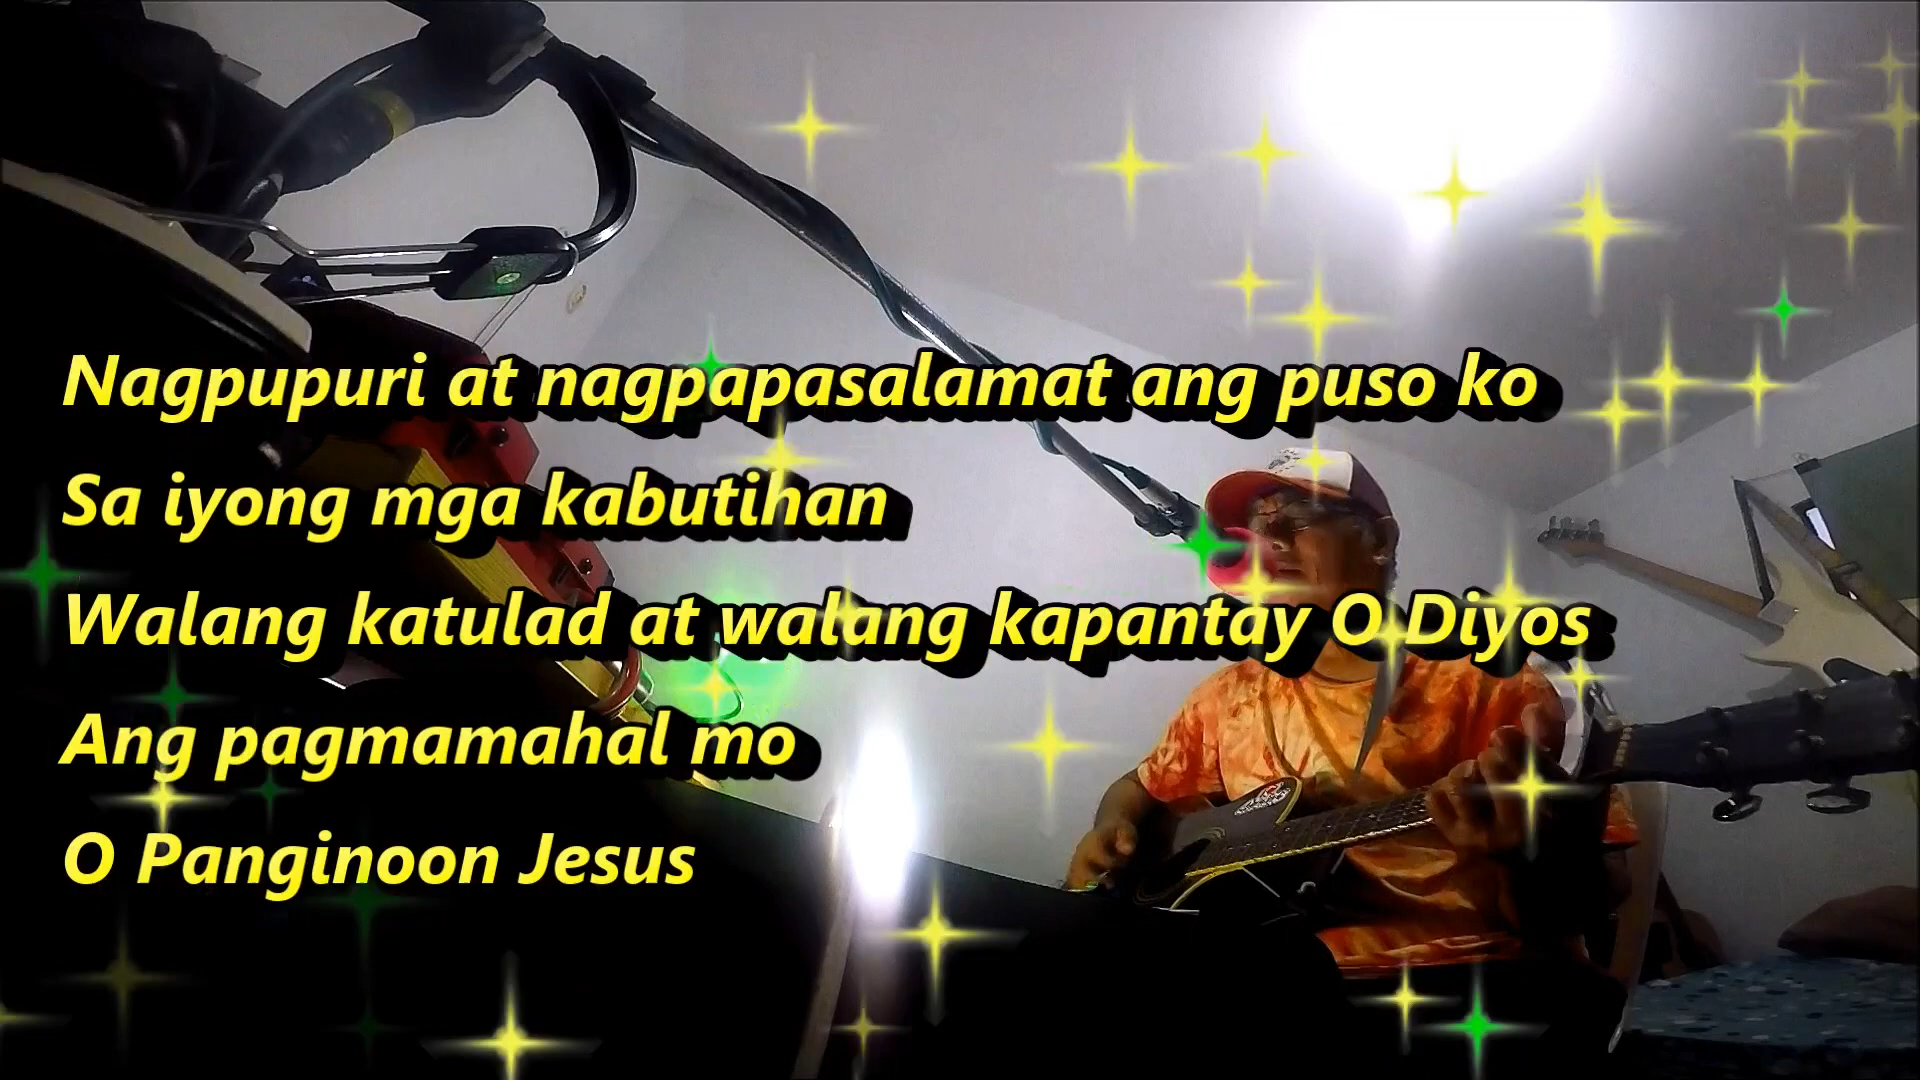 Nagpupuri at nagpapasalamat ang puso ko
Sa iyong mga kabutihan
Walang katulad at walang kapantay O Diyos
Ang pagmamahal mo
O Panginoon Jesus